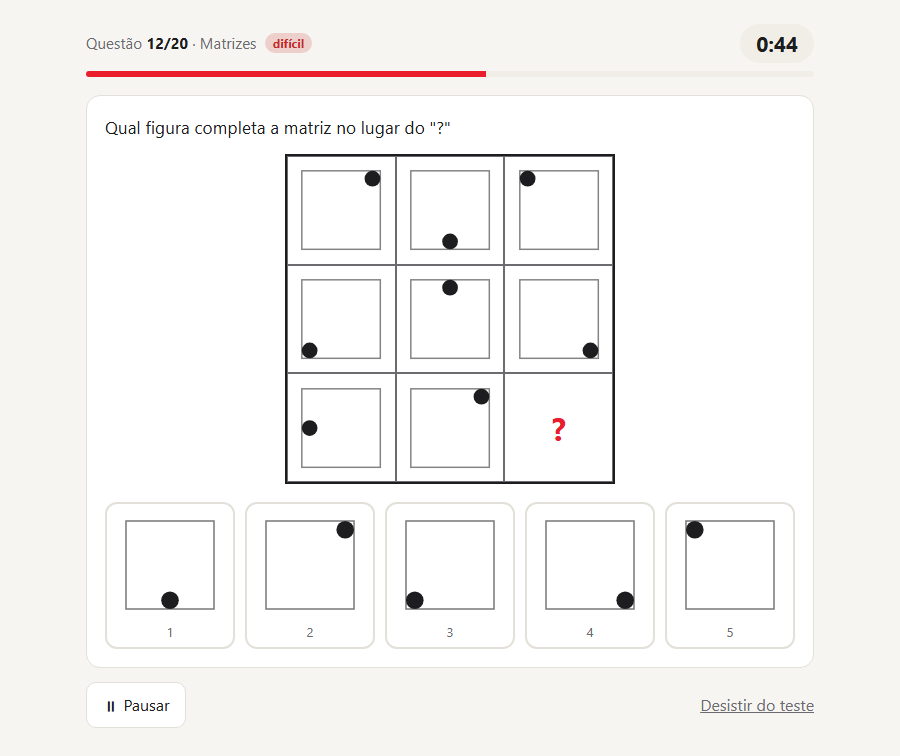 Questão 12/20 · Matrizes difícil
0:44
Qual figura completa a matriz no lugar do "?"
?
1 2 3 4 5
Pausar
Desistir do teste